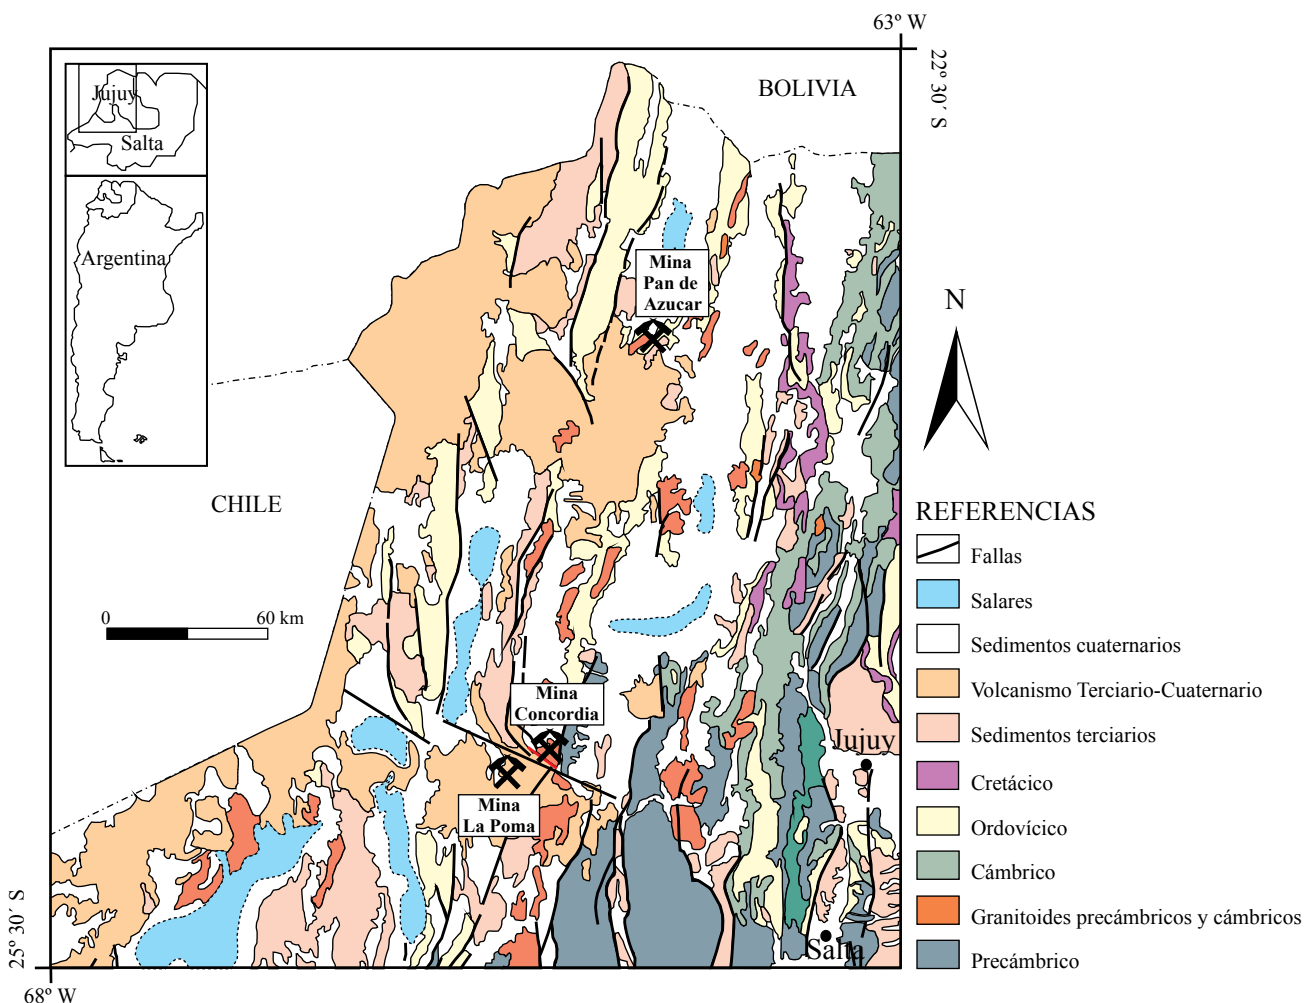 63º W
22º 30´ S
BOLIVIA
Jujuy
Salta
Argentina
Mina
Pan de
Azucar
N
CHILE
0
60 km
Mina
Concordia
Mina
La Poma
Jujuy
Salta
25º 30´ S
68º W
REFERENCIAS
Fallas
Salares
Sedimentos cuaternarios
Volcanismo Terciario-Cuaternario
Sedimentos terciarios
Cretácico
Ordovícico
Cámbrico
Granitoides precámbricos y cámbricos
Precámbrico